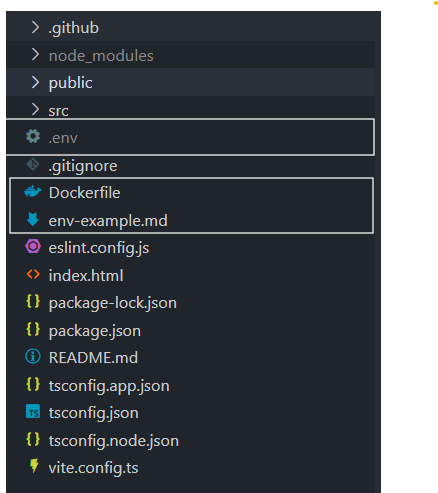 .github
node_modules
public
src
.env
.gitignore
Dockerfile
env-example.md
eslint.config.js
index.html
package-lock.json
package.json
README.md
tsconfig.app.json
tsconfig.json
tsconfig.node.json
vite.config.ts